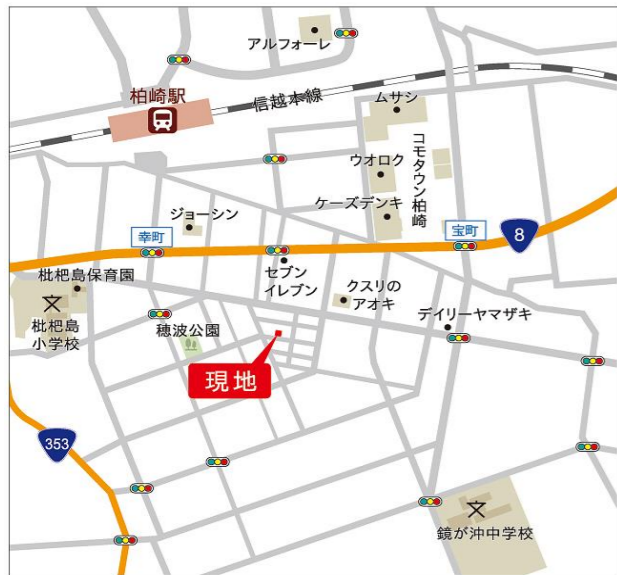 アルフォーレ
柏崎駅
信越本線
ムサシ
ウオロク
コモタウン柏崎
ケーズデンキ
ジョーシン
幸町
宝町
8
セブン
イレブン
枇杷島保育園
クスリの
アオキ
デイリーヤマザキ
枇杷島
小学校
穂波公園
現地
353
鏡が沖中学校